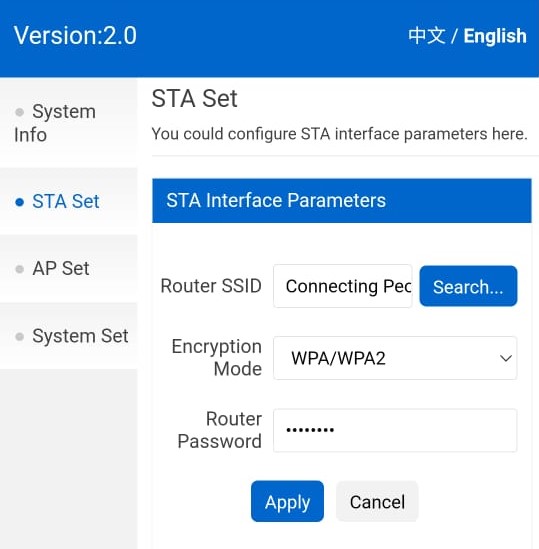 Version:2.0
中文 / English
System
Info
STA Set
AP Set
System Set
STA Set
You could configure STA interface parameters here.
STA Interface Parameters
Router SSID
Connecting
Search...
Encryption
Mode
WPA/WPA2
Router
Password
••••••••
Apply
Cancel